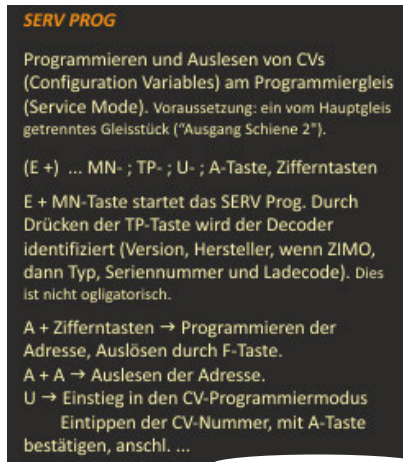 SERV PROG
Programmieren und Auslesen von CVs
(Configuration Variables) am Programmiergleis
(Service Mode). Voraussetzung: ein vom Hauptgleis
getrenntes Gleisstück ("Ausgang Schiene 2").
(E +) ... MN- ; TP- ; U- ; A-Taste, Zifferntasten
E + MN-Taste startet das SERV Prog. Durch
Drücken der TP-Taste wird der Decoder
identifiziert (Version, Hersteller, wenn ZIMO,
dann Typ, Seriennummer und Ladecode). Dies
ist nicht ogligatorisch.
A + Zifferntasten → Programmieren der
Adresse, Auslösen durch F-Taste.
A + A → Auslesen der Adresse.
U → Einstieg in den CV-Programmiermodus
Eintippen der CV-Nummer, mit A-Taste
bestätigen, anschl. ...